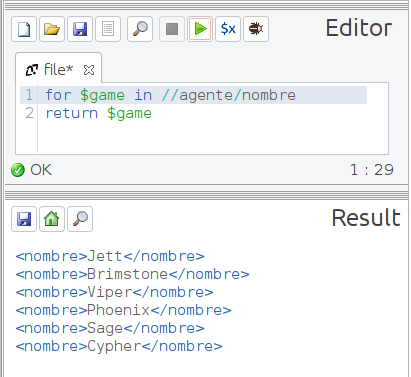 $x
Editor
file*
1 for $game in //agente/nombre
2 return $game
OK
1 : 29
Result
<nombre>Jett</nombre>
<nombre>Brimstone</nombre>
<nombre>Viper</nombre>
<nombre>Phoenix</nombre>
<nombre>Sage</nombre>
<nombre>Cypher</nombre>